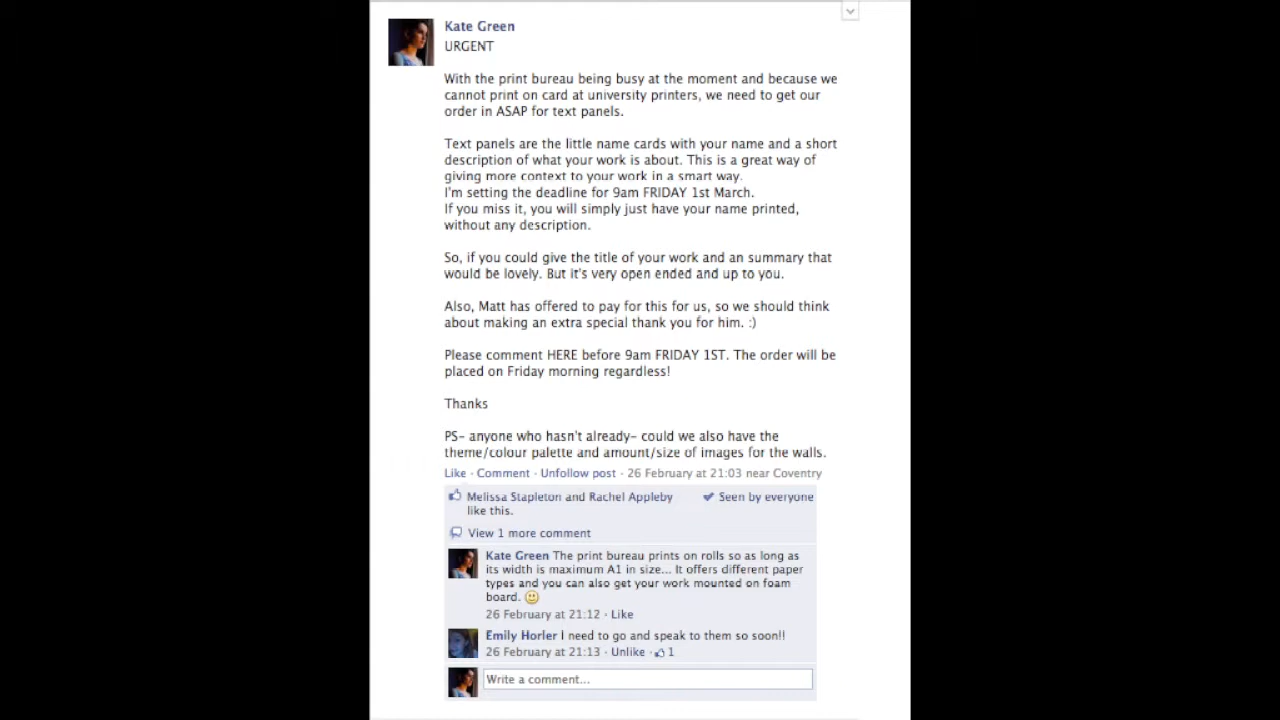 Kate Green
URGENT
With the print bureau being busy at the moment and because we
cannot print on card at university printers, we need to get our
order in ASAP for text panels.
Text panels are the little name cards with your name and a short
description of what your work is about. This is a great way of
giving more context to your work in a smart way.
I'm setting the deadline for 9am FRIDAY 1st March.
If you miss it, you will simply just have your name printed,
without any description.
So, if you could give the title of your work and an summary that
would be lovely. But it's very open ended and up to you.
Also, Matt has offered to pay for this for us, so we should think
about making an extra special thank you for him. :)
Please comment HERE before 9am FRIDAY 1ST. The order will be
placed on Friday morning regardless!
Thanks
PS- anyone who hasn't already- could we also have the
theme/colour palette and amount/size of images for the walls.
Like · Comment · Unfollow post · 26 February at 21:03 near Coventry
Melissa Stapleton and Rachel Appleby like this. Seen by everyone
View 1 more comment
Kate Green The print bureau prints on rolls so as long as
its width is maximum A1 in size... It offers different paper
types and you can also get your work mounted on foam
board.
26 February at 21:12 · Like
Emily Horler I need to go and speak to them so soon!!
26 February at 21:13 · Unlike · 1
Write a comment...